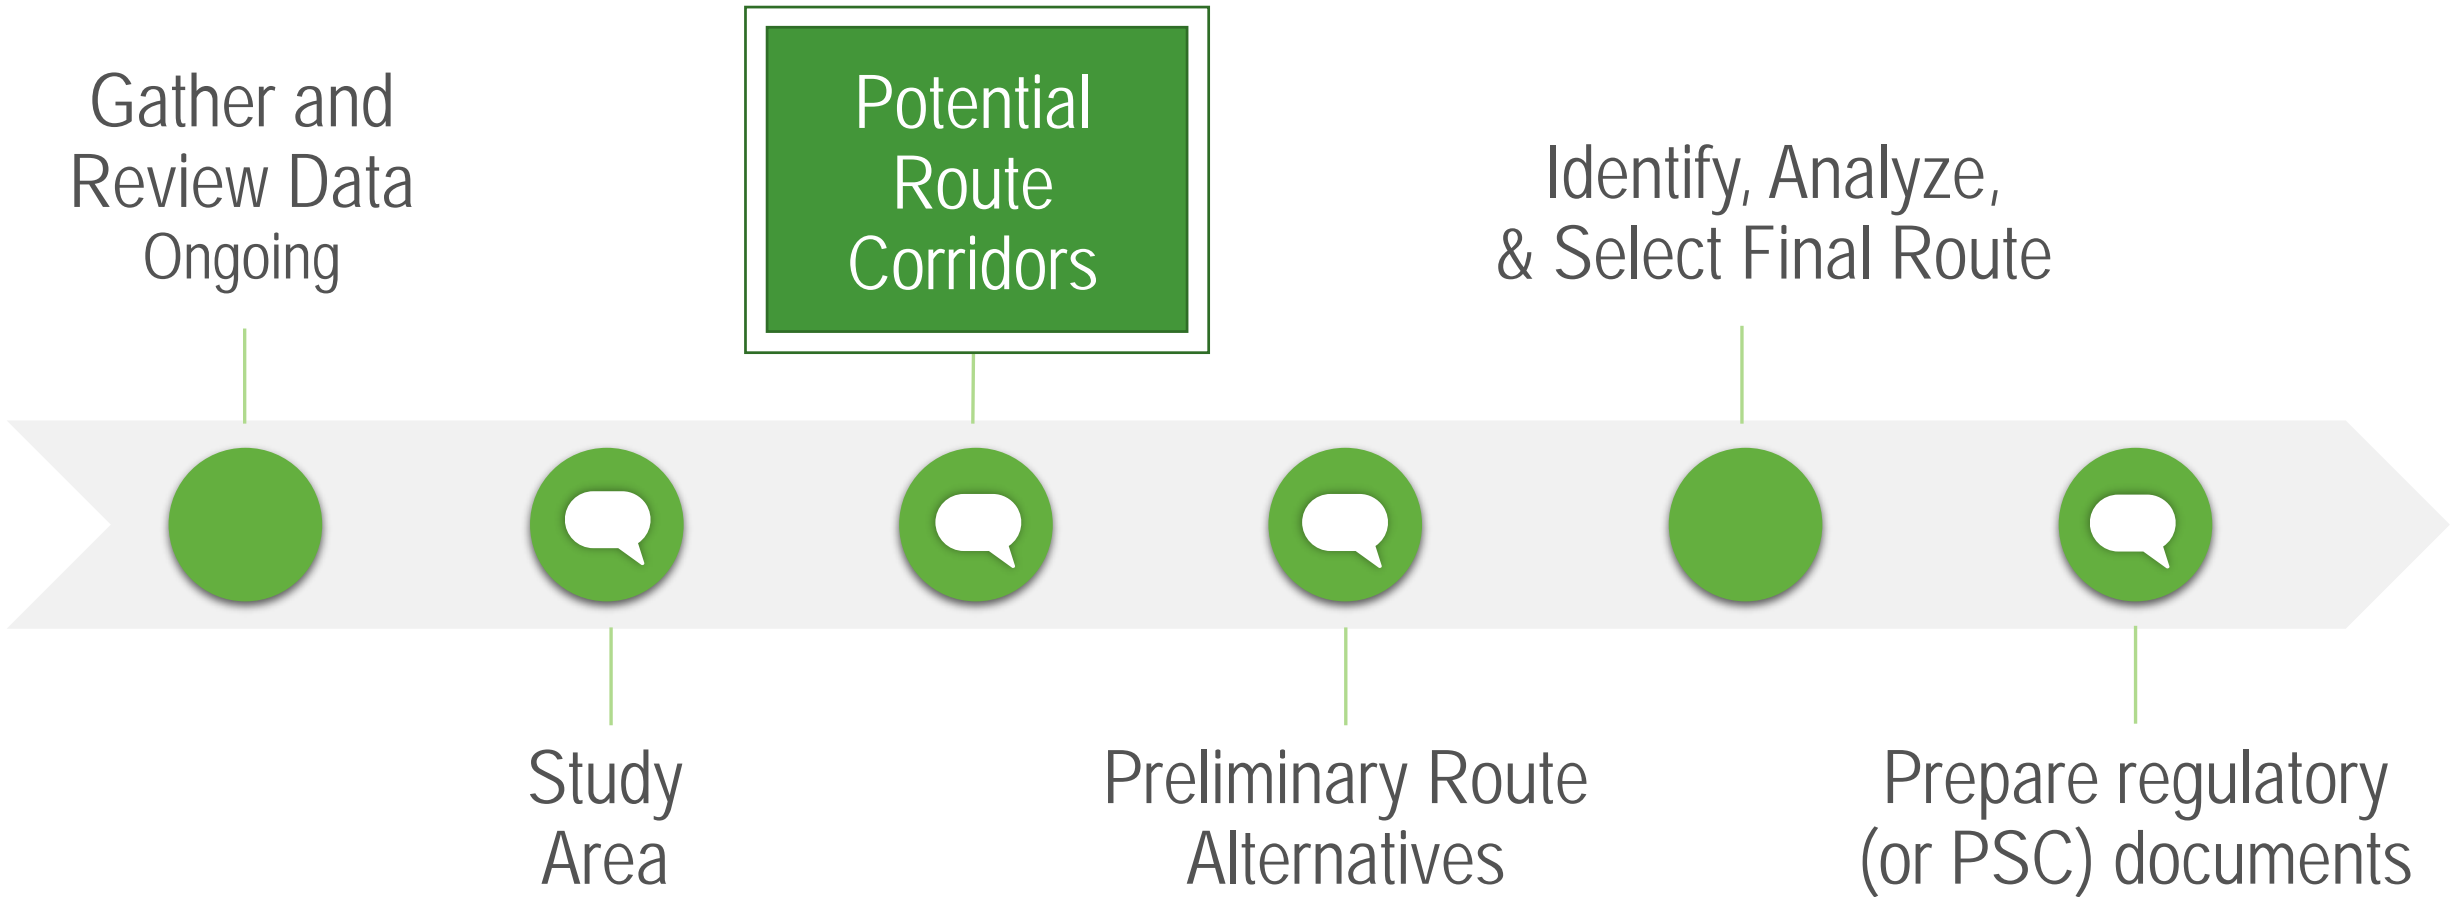 Gather and
Review Data
Ongoing
Study
Area
Potential
Route
Corridors
Preliminary Route
Alternatives
Identify, Analyze,
& Select Final Route
Prepare regulatory
(or PSC) documents